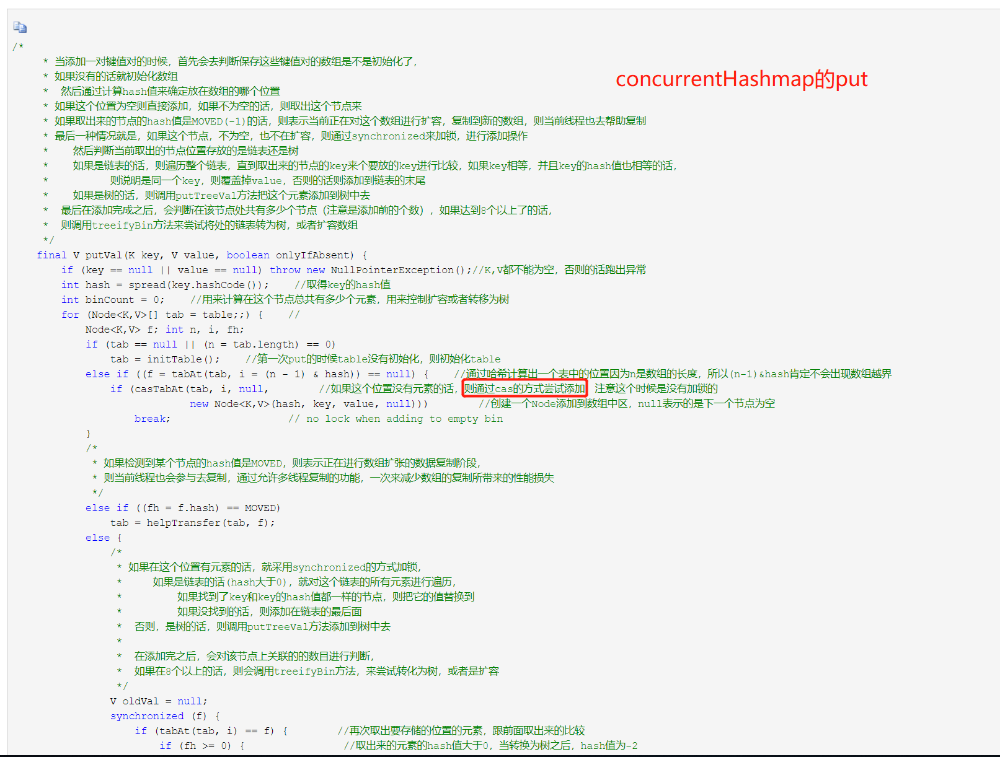 /*
 * 当添加一对键值对的时候，首先会去判断保存这些键值对的数组是不是初始化了，
concurrentHashmap的put
 * 如果没有的话就初始化数组
 *  然后通过计算hash值来确定放在数组的哪个位置
 * 如果这个位置为空则直接添加，如果不为空的话，则取出这个节点来
 * 如果取出来的节点的hash值是MOVED(-1)的话，则表示当前正在对这个数组进行扩容，复制到新的数组，则当前线程也去帮助复制
 * 最后一种情况就是，如果这个节点，不为空，也不在扩容，则通过synchronized来加锁，进行添加操作
 *    然后判断当前取出的节点位置存放的是链表还是树
 *    如果是链表的话，则遍历整个链表，直到取出来的节点的key来个要放的key进行比较，如果key相等，并且key的hash值也相等的话，
 *          则说明是同一个key，则覆盖掉value，否则的话则添加到链表的末尾
 *    如果是树的话，则调用putTreeVal方法把这个元素添加到树中去
 *  最后在添加完成之后，会判断在该节点处共有多少个节点（注意是添加前的个数），如果达到8个以上了的话，
 *  则调用treeifyBin方法来尝试将处的链表转为树，或者扩容数组
 */
final V putVal(K key, V value, boolean onlyIfAbsent) {
    if (key == null || value == null) throw new NullPointerException();//K,V都不能为空，否则的话跑出异常
    int hash = spread(key.hashCode());    //取得key的hash值
    int binCount = 0;    //用来计算在这个节点总共有多少个元素，用来控制扩容或者转移为树
    for (Node<K,V>[] tab = table;;) {    //
        Node<K,V> f; int n, i, fh;
        if (tab == null || (n = tab.length) == 0)
            tab = initTable();    //第一次put的时候table没有初始化，则初始化table
        else if ((f = tabAt(tab, i = (n - 1) & hash)) == null) {    //通过哈希计算出一个表中的位置因为n是数组的长度，所以(n-1)&hash肯定不会出现数组越界
            if (casTabAt(tab, i, null,        //如果这个位置没有元素的话，则通过cas的方式尝试添加 注意这个时候是没有加锁的
                         new Node<K,V>(hash, key, value, null)))        //创建一个Node添加到数组中区，null表示的是下一个节点为空
                break;                   // no lock when adding to empty bin
        }
        /*
         * 如果检测到某个节点的hash值是MOVED，则表示正在进行数组扩张的数据复制阶段，
         * 则当前线程也会参与去复制，通过允许多线程复制的功能，一次来减少数组的复制所带来的性能损失
         */
        else if ((fh = f.hash) == MOVED)
            tab = helpTransfer(tab, f);
        else {
            /*
             * 如果在这个位置有元素的话，就采用synchronized的方式加锁，
             *     如果是链表的话(hash大于0)，就对这个链表的所有元素进行遍历，
             *         如果找到了key和key的hash值都一样的节点，则把它的值替换到
             *         如果没找到的话，则添加在链表的最后面
             *  否则，是树的话，则调用putTreeVal方法添加到树中去
             *
             *  在添加完之后，会对该节点上关联的的数目进行判断，
             *  如果在8个以上的话，则会调用treeifyBin方法，来尝试转化为树，或者是扩容
             */
            V oldVal = null;
            synchronized (f) {
                if (tabAt(tab, i) == f) {        //再次取出要存储的位置的元素，跟前面取出来的比较
                    if (fh >= 0) {                //取出来的元素的hash值大于0，当转换为树之后，hash值为-2